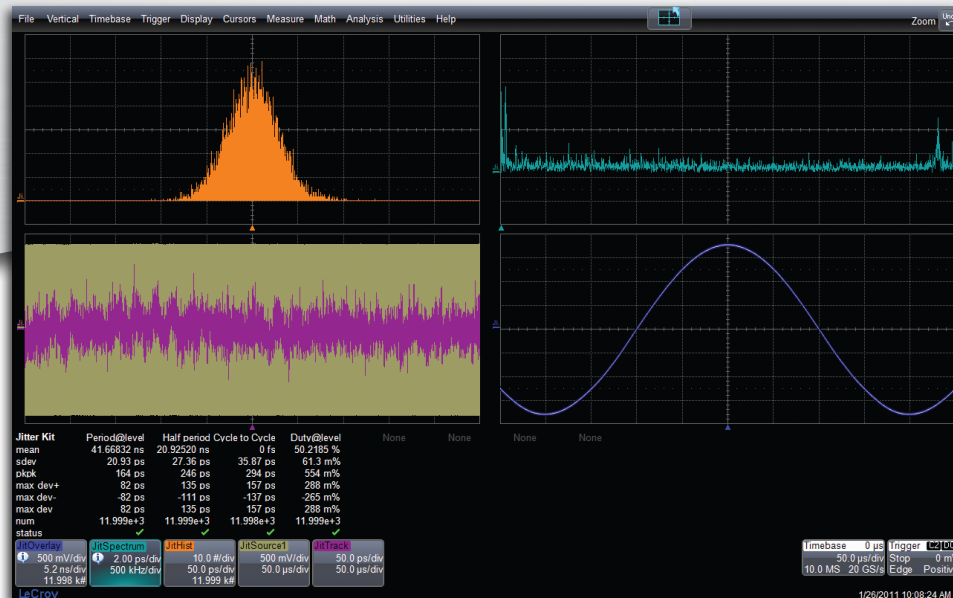 File Vertical Timebase Trigger Display Cursors Measure Math Analysis Utilities Help
Zoom
Jitter Kit Period@level Half period Cycle to Cycle Duty@level None None None None
mean 41.66832 ns 20.92520 ns 0 fs 50.2185 %
sdev 20.93 ps 27.36 ps 35.87 ps 61.3 m%
pkpk 164 ps 246 ps 294 ps 554 m%
max dev+ 82 ps 135 ps 157 ps 288 m%
max dev- -82 ps -111 ps -137 ps -265 m%
max dev 82 ps 135 ps 157 ps 288 m%
num 11.999e+3 11.999e+3 11.998e+3 11.999e+3
status
JitOverlay JitSpectrum JitHist JitSource1 JitTrack Timebase 0 µs Trigger C2
500 mV/div 2.00 ps/div 10.0 #/div 500 mV/div 50.0 ps/div 50.0 µs/div Stop 0
5.2 ns/div 500 kHz/div 50.0 ps/div 50.0 µs/div 50.0 µs/div 10.0 MS 20 GS/s Edge Positiv
11.998 k# 11.999 k#
LeCroy 1/26/2011 10:08:24 AM